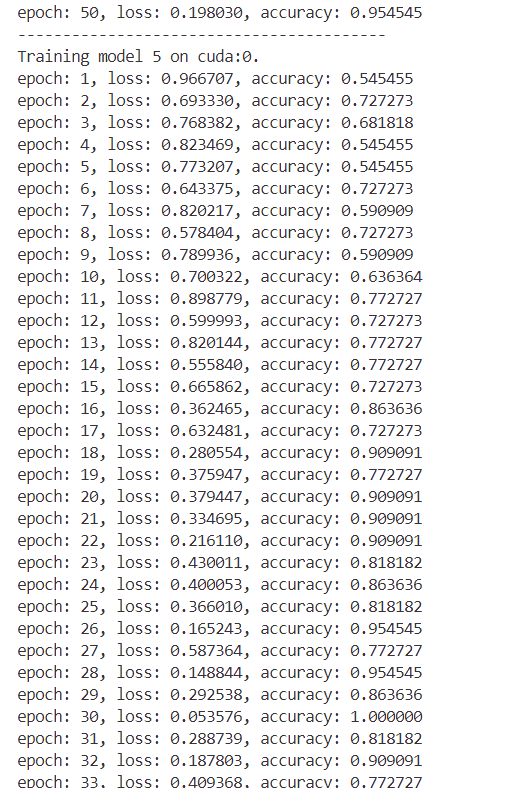 epoch: 50, loss: 0.198030, accuracy: 0.954545
-----------------------------------------
Training model 5 on cuda:0.
epoch: 1, loss: 0.966707, accuracy: 0.545455
epoch: 2, loss: 0.693330, accuracy: 0.727273
epoch: 3, loss: 0.768382, accuracy: 0.681818
epoch: 4, loss: 0.823469, accuracy: 0.545455
epoch: 5, loss: 0.773207, accuracy: 0.545455
epoch: 6, loss: 0.643375, accuracy: 0.727273
epoch: 7, loss: 0.820217, accuracy: 0.590909
epoch: 8, loss: 0.578404, accuracy: 0.727273
epoch: 9, loss: 0.789936, accuracy: 0.590909
epoch: 10, loss: 0.700322, accuracy: 0.636364
epoch: 11, loss: 0.898779, accuracy: 0.772727
epoch: 12, loss: 0.599993, accuracy: 0.727273
epoch: 13, loss: 0.820144, accuracy: 0.772727
epoch: 14, loss: 0.555840, accuracy: 0.772727
epoch: 15, loss: 0.665862, accuracy: 0.727273
epoch: 16, loss: 0.362465, accuracy: 0.863636
epoch: 17, loss: 0.632481, accuracy: 0.727273
epoch: 18, loss: 0.280554, accuracy: 0.909091
epoch: 19, loss: 0.375947, accuracy: 0.772727
epoch: 20, loss: 0.379447, accuracy: 0.909091
epoch: 21, loss: 0.334695, accuracy: 0.909091
epoch: 22, loss: 0.216110, accuracy: 0.909091
epoch: 23, loss: 0.430011, accuracy: 0.818182
epoch: 24, loss: 0.400053, accuracy: 0.863636
epoch: 25, loss: 0.366010, accuracy: 0.818182
epoch: 26, loss: 0.165243, accuracy: 0.954545
epoch: 27, loss: 0.587364, accuracy: 0.772727
epoch: 28, loss: 0.148844, accuracy: 0.954545
epoch: 29, loss: 0.292538, accuracy: 0.863636
epoch: 30, loss: 0.053576, accuracy: 1.000000
epoch: 31, loss: 0.288739, accuracy: 0.818182
epoch: 32, loss: 0.187803, accuracy: 0.909091
epoch: 33, loss: 0.409368, accuracy: 0.772727